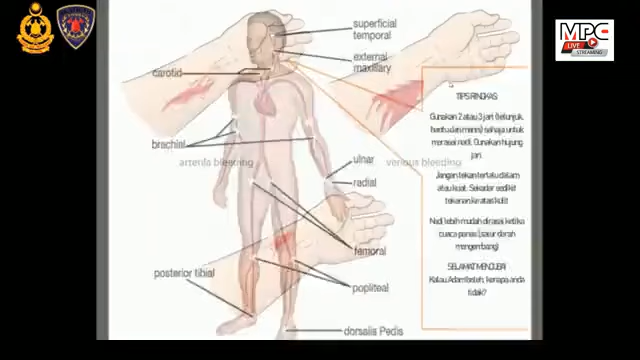 MPC
LIVE
STREAMING
superficial
temporal
external
maxillary
carotid
brachial
arterila bleering
venous bleeding
ulnar
radial
femoral
posterior tibial
popliteal
dorsalis Pedis
TIPS RINGKAS:
Gunakan 2 atau 3 jari (telunjuk,
hantu dan manis) sahaja untuk
merasai nadi. Gunakan hujung
jari.
Jangan tekan terlalu dalam
atau kuat. Sekadar sedikit
tekanan ke atas kulit
Nadi lebih mudah dirasai ketika
cuaca panas (salur darah
mengembang)
SELAMAT MENCUBA!
Kalau Adam boleh, kenapa anda
tidak?